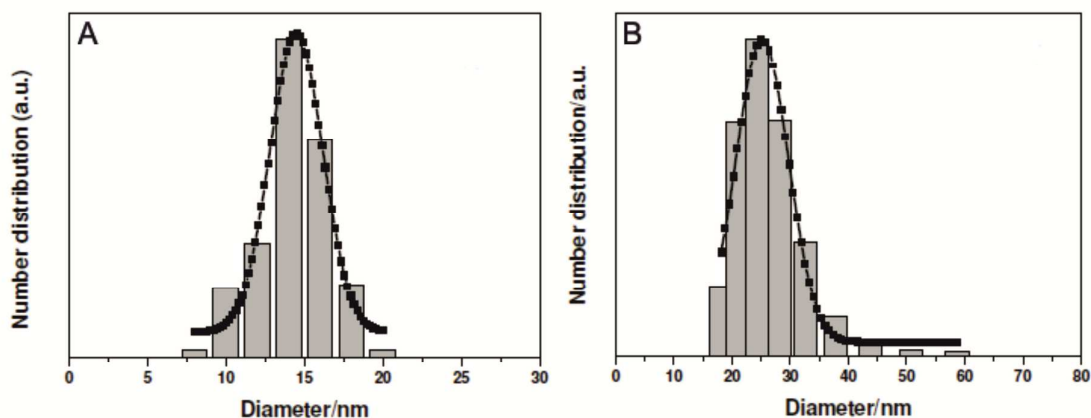 A
Number distribution (a.u.)
0 5 10 15 20 25 30
Diameter/nm
B
Number distribution/a.u.
0 10 20 30 40 50 60 70 80
Diameter/nm